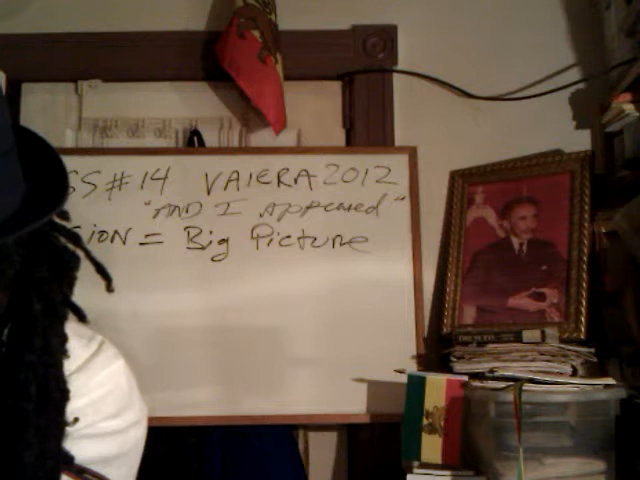 SS #14 VAIERA 2012
"AND I Appeared"
SION = Big Picture